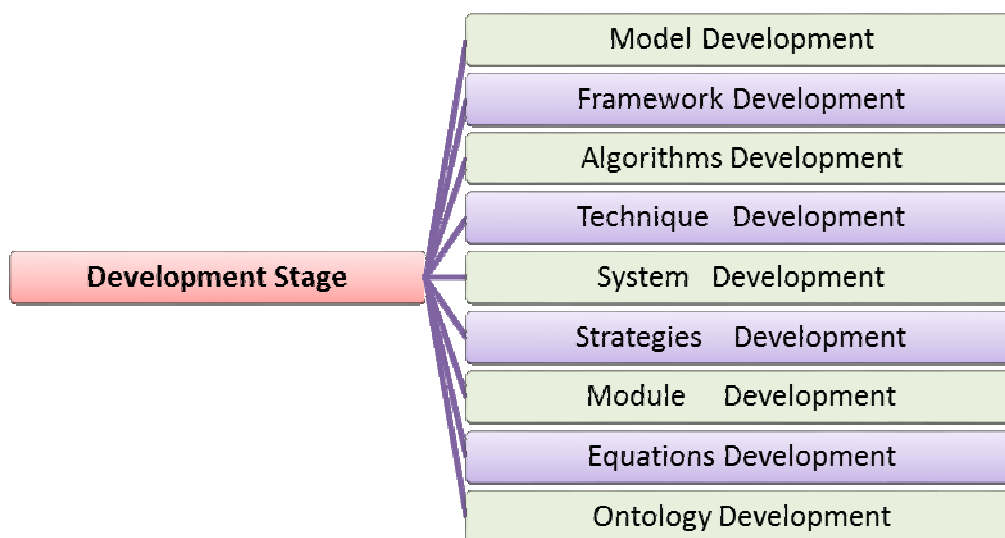 Model Development
Framework Development
Algorithms Development
Technique Development
Development Stage
System Development
Strategies Development
Module Development
Equations Development
Ontology Development